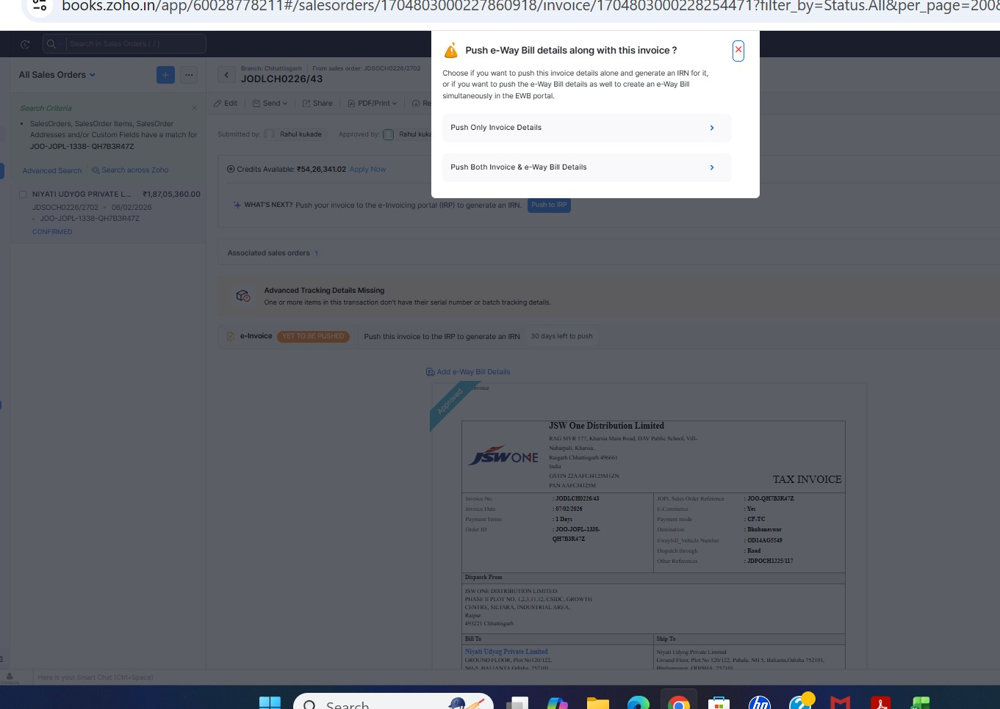 books.zoho.in/app/60028778211#/salesorders/1704803000227860918/invoice/1704803000228254471?filter_by=Status.All&per_page=200&
Search in Sales Orders ( / )
All Sales Orders
Search Criteria
• SalesOrders, SalesOrder Items, SalesOrder
Addresses and/or Custom Fields have a match for
JOO-JOPL-1338- QH7B3R47Z
Advanced Search
Search across Zoho
NIYATI UDYOG PRIVATE L... ₹1,87,05,360.00
JDSOCH0226/2702 • 06/02/2026
• JOO-JOPL-1338-QH7B3R47Z
CONFIRMED
Branch: Chhattisgarh From sales order: JDSOCH0226/2702
JODLCH0226/43
Edit Send Share PDF/Print Re
Submitted by: Rahul kukade Approved by: Rahul kuka
Push e-Way Bill details along with this invoice ?
Choose if you want to push this invoice details alone and generate an IRN for it,
or if you want to push the e-Way Bill details as well to create an e-Way Bill
simultaneously in the EWB portal.
Push Only Invoice Details
Push Both Invoice & e-Way Bill Details
Credits Available: ₹54,26,341.02 Apply Now
WHAT'S NEXT? Push your invoice to the e-Invoicing portal (IRP) to generate an IRN. Push to IRP
Associated sales orders 1
Advanced Tracking Details Missing
One or more items in this transaction don't have their serial number or batch tracking details.
e-Invoice YET TO BE PUSHED Push this invoice to the IRP to generate an IRN 30 days left to push
Add e-Way Bill Details
Approved
JSW One Distribution Limited
RAG MVR 177, Kharsia Main Road, DAV Public School, Vill-
Naharpali, Kharsia,
Raigarh Chhattisgarh 496661
India
GSTIN 22AAFCJ4125M1ZN
PAN AAFCJ4125M
JSW ONE
TAX INVOICE
Invoice No. : JODLCH0226/43
Invoice Date : 07/02/2026
Payment Terms : 1 Days
Order ID : JOO-JOPL-1338-
QH7B3R47Z
JOPL Sales Order Reference : JOO-QH7B3R47Z
E-Commerce : Yes
Payment mode : CF-TC
Destination : Bhubaneswar
Ewaybill_Vehicle Number : OD14AG5549
Dispatch through : Road
Other References : JDPOCH1225/117
Dispatch From
JSW ONE DISTRIBUTION LIMITED
PHASE II PLOT NO. 1,2,3,11,12, CSIDC, GROWTH
CENTRE, SILTARA, INDUSTRIAL AREA,
Raipur
493221 Chhattisgarh
Bill To
Niyati Udyog Private Limited
GROUND FLOOR, Plot No120/122,
NH-5, BALIANTA Odisha, 752101
Ship To
Niyati Udyog Private Limited
Ground Floor, Plot No 120/122, Pahala, NH 5, Balianta,Odisha 752101,
Bhubaneswar, ODISHA, 752101
Here is your Smart Chat (Ctrl+Space)
Search